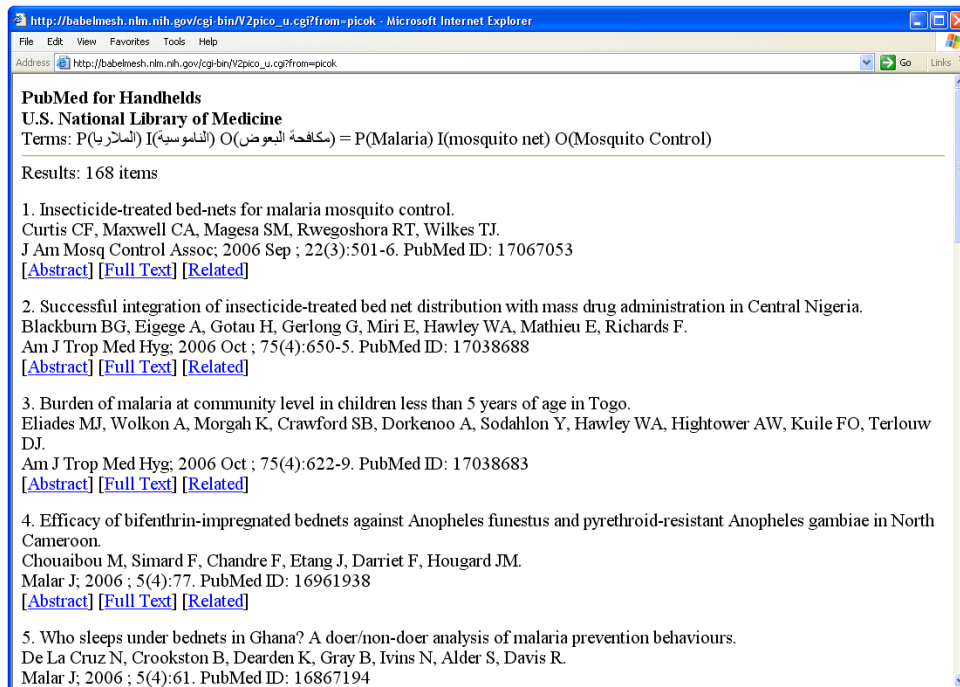 http://babelmesh.nlm.nih.gov/cgi-bin/V2pico_u.cgi?from=picok - Microsoft Internet Explorer
File Edit View Favorites Tools Help
Address http://babelmesh.nlm.nih.gov/cgi-bin/V2pico_u.cgi?from=picok Go Links
PubMed for Handhelds
U.S. National Library of Medicine
Terms: P(الملاريا) I(الناموسية) O(مكافحة البعوض) = P(Malaria) I(mosquito net) O(Mosquito Control)
Results: 168 items
1. Insecticide-treated bed-nets for malaria mosquito control.
Curtis CF, Maxwell CA, Magesa SM, Rwegoshora RT, Wilkes TJ.
J Am Mosq Control Assoc; 2006 Sep ; 22(3):501-6. PubMed ID: 17067053
[Abstract] [Full Text] [Related]
2. Successful integration of insecticide-treated bed net distribution with mass drug administration in Central Nigeria.
Blackburn BG, Eigege A, Gotau H, Gerlong G, Miri E, Hawley WA, Mathieu E, Richards F.
Am J Trop Med Hyg; 2006 Oct ; 75(4):650-5. PubMed ID: 17038688
[Abstract] [Full Text] [Related]
3. Burden of malaria at community level in children less than 5 years of age in Togo.
Eliades MJ, Wolkon A, Morgah K, Crawford SB, Dorkenoo A, Sodahlon Y, Hawley WA, Hightower AW, Kuile FO, Terlouw
DJ.
Am J Trop Med Hyg; 2006 Oct ; 75(4):622-9. PubMed ID: 17038683
[Abstract] [Full Text] [Related]
4. Efficacy of bifenthrin-impregnated bednets against Anopheles funestus and pyrethroid-resistant Anopheles gambiae in North
Cameroon.
Chouaibou M, Simard F, Chandre F, Etang J, Darriet F, Hougard JM.
Malar J; 2006 ; 5(4):77. PubMed ID: 16961938
[Abstract] [Full Text] [Related]
5. Who sleeps under bednets in Ghana? A doer/non-doer analysis of malaria prevention behaviours.
De La Cruz N, Crookston B, Dearden K, Gray B, Ivins N, Alder S, Davis R.
Malar J; 2006 ; 5(4):61. PubMed ID: 16867194